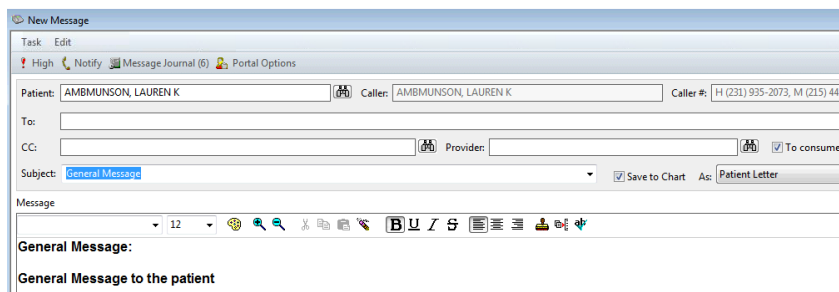 New Message
Task Edit
High Notify Message Journal (6) Portal Options
Patient: AMBMUNSON, LAUREN K Caller: AMBMUNSON, LAUREN K Caller #: H (231) 935-2073, M (215) 44
To:
CC: Provider: To consume
Subject: General Message Save to Chart As: Patient Letter
Message
12 B U I S
General Message:
General Message to the patient